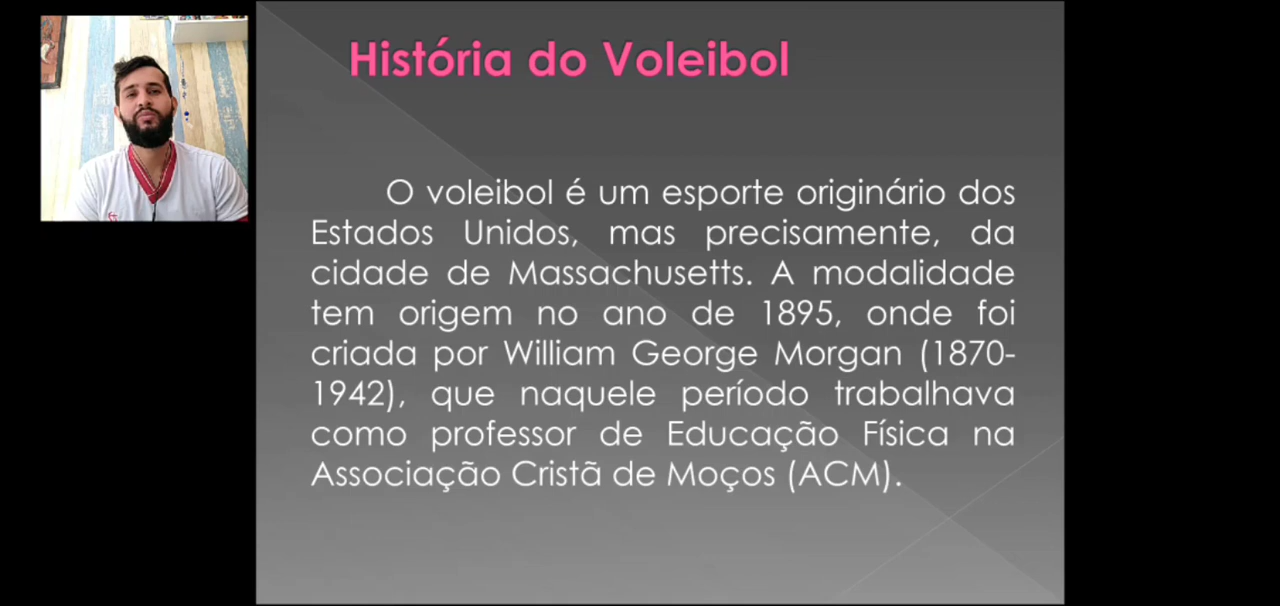 História do Voleibol
O voleibol é um esporte originário dos
Estados Unidos, mas precisamente, da
cidade de Massachusetts. A modalidade
tem origem no ano de 1895, onde foi
criada por William George Morgan (1870-
1942), que naquele período trabalhava
como professor de Educação Física na
Associação Cristã de Moços (ACM).